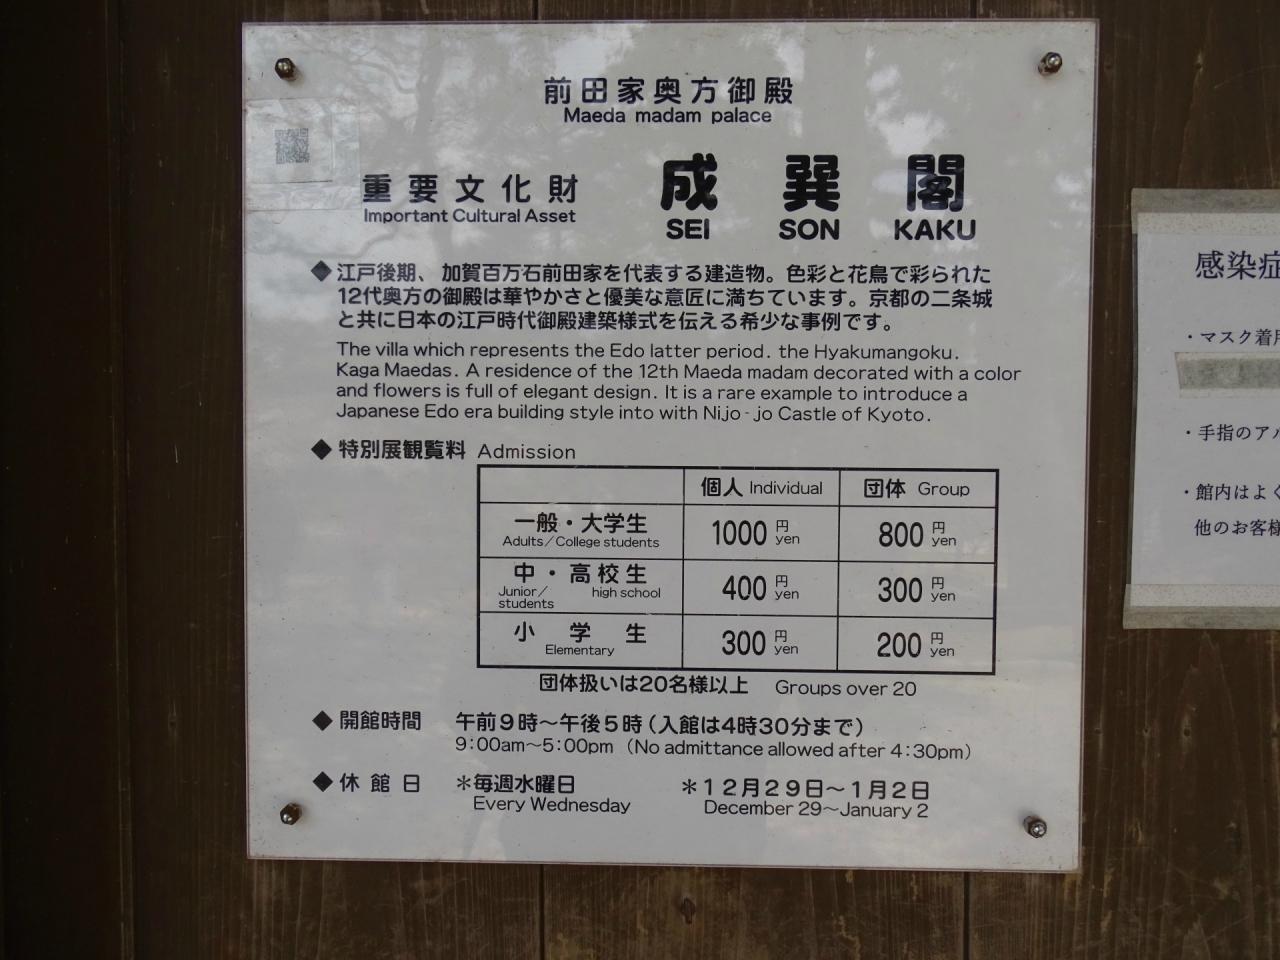 前田家奥方御殿
Maeda madam palace
重要文化財 成巽閣
Important Cultural Asset SEI SON KAKU
◆江戸後期、加賀百万石前田家を代表する建造物。色彩と花鳥で彩られた
12代奥方の御殿は華やかさと優美な意匠に満ちています。京都の二条城
と共に日本の江戸時代御殿建築様式を伝える希少な事例です。
The villa which represents the Edo latter period. the Hyakumangoku.
Kaga Maedas. A residence of the 12th Maeda madam decorated with a color
and flowers is full of elegant design. It is a rare example to introduce a
Japanese Edo era building style into with Nijo-jo Castle of Kyoto.
◆特別展観覧料 Admission
個人 Individual 団体 Group
一般・大学生 1000 円 800 円
Adults/College students yen yen
中・高校生 400 円 300 円
Junior/ high school yen yen
students
小学生 300 円 200 円
Elementary yen yen
団体扱いは20名様以上 Groups over 20
◆開館時間 午前9時〜午後5時(入館は4時30分まで)
9:00am〜5:00pm (No admittance allowed after 4:30pm)
◆休館日 *毎週水曜日 *12月29日〜1月2日
Every Wednesday December 29〜January 2
感染症
・マスク着用
・手指のアル
・館内はよく
他のお客様